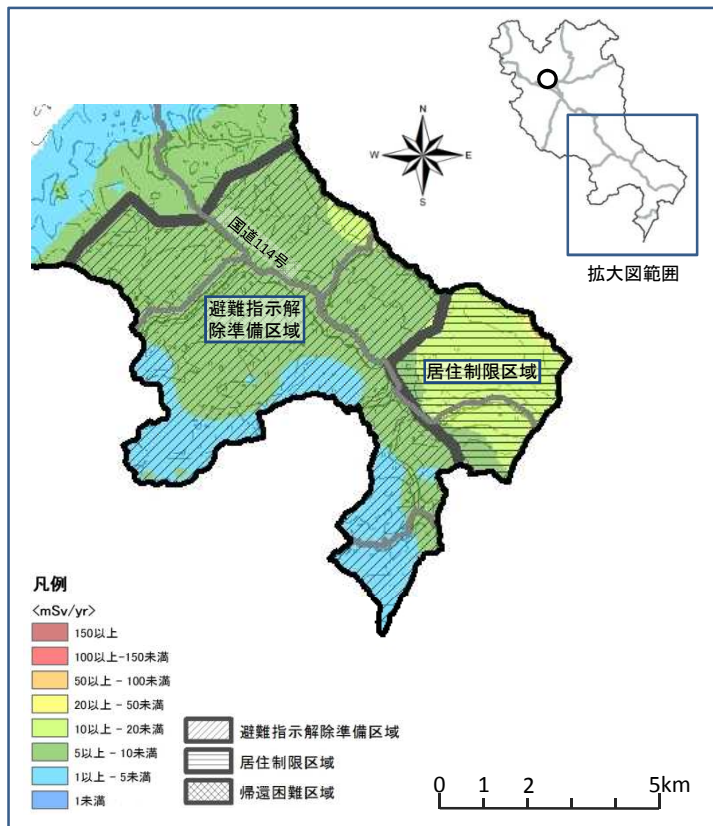 N
W
E
S
拡大図範囲
国道114号
避難指示解
除準備区域
居住制限区域
凡例
<mSv/yr>
150以上
100以上-150未満
50以上 - 100未満
20以上 - 50未満
10以上 - 20未満
5以上 - 10未満
1以上 - 5未満
1未満
避難指示解除準備区域
居住制限区域
帰還困難区域
0 1 2 5km